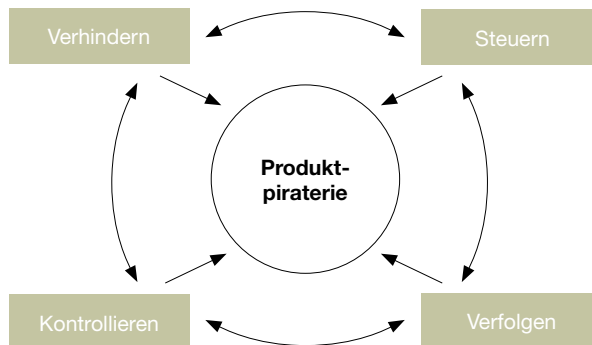 Verhindern
Steuern
Produkt-
piraterie
Kontrollieren
Verfolgen